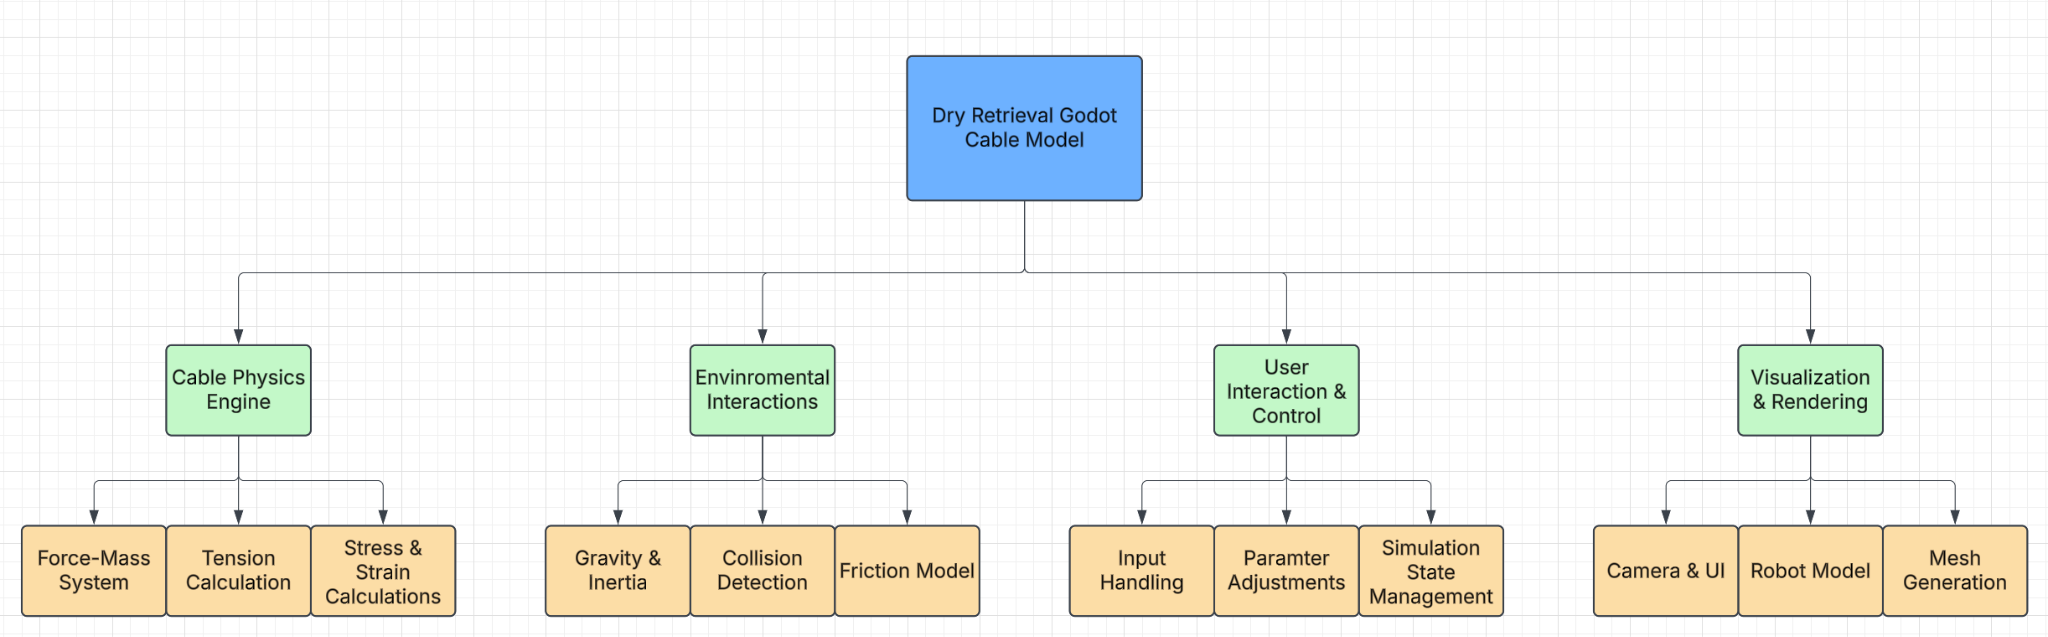 Dry Retrieval Godot
Cable Model
Cable Physics
Engine
Envinromental
Interactions
User
Interaction &
Control
Visualization
& Rendering
Force-Mass
System
Tension
Calculation
Stress &
Strain
Calculations
Gravity &
Inertia
Collision
Detection
Friction Model
Input
Handling
Paramter
Adjustments
Simulation
State
Management
Camera & UI
Robot Model
Mesh
Generation